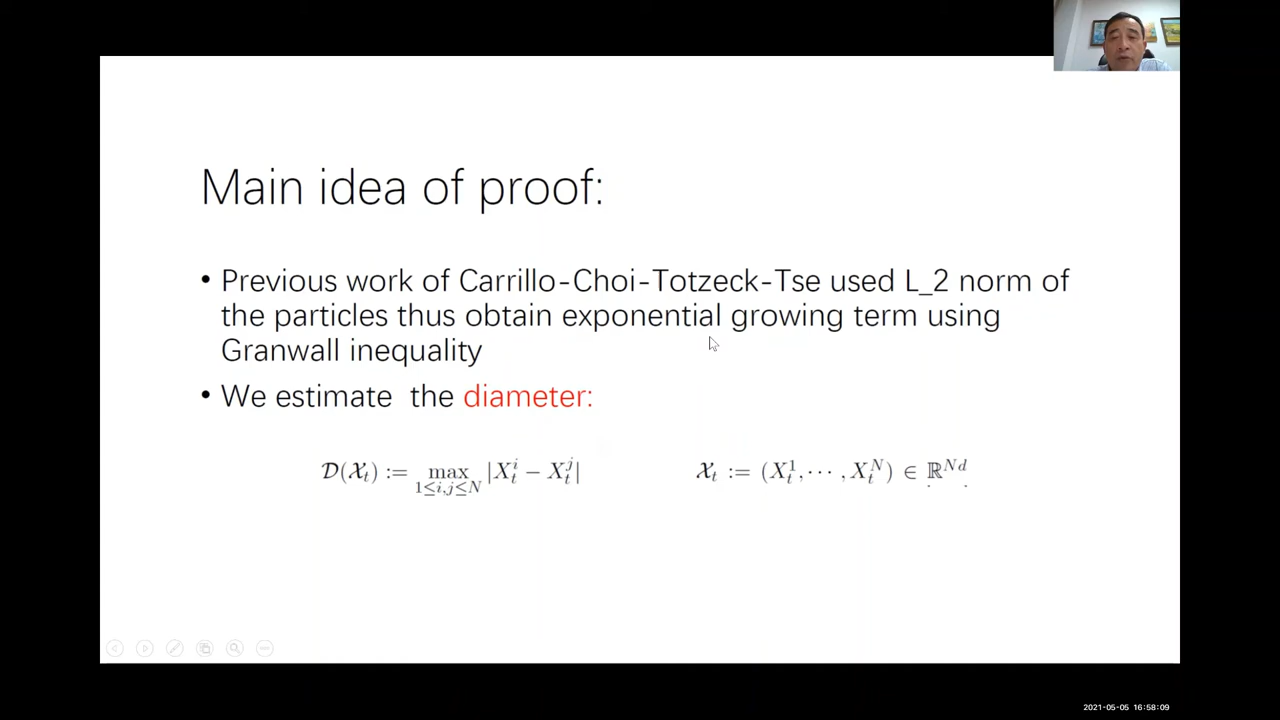 Main idea of proof:
• Previous work of Carrillo-Choi-Totzeck-Tse used L_2 norm of
the particles thus obtain exponential growing term using
Granwall inequality
• We estimate the diameter:
𝒟(𝒳_t) := max_{1≤i,j≤N} |X_t^i − X_t^j|   𝒳_t := (X_t^1, ⋯ , X_t^N) ∈ ℝ^{Nd}
2021-05-05 16:58:09